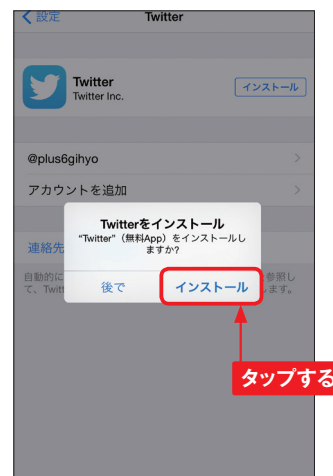 設定
Twitter
Twitter
Twitter Inc.
インストール
@plus6gihyo
アカウントを追加
Twitterをインストール
"Twitter"（無料App）をインストールし
ますか?
連絡先
自動的に 参照し
て、Twit します。
後で
インストール
タップする